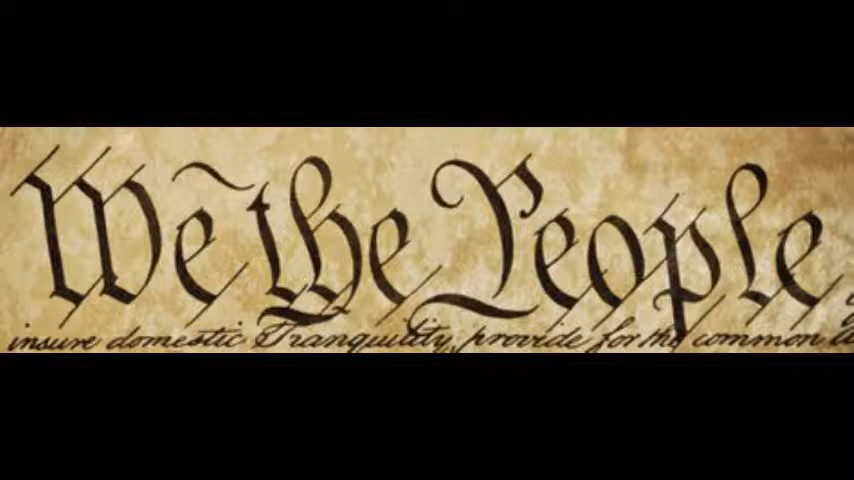 We the People
insure domestic Tranquility, provide for the common